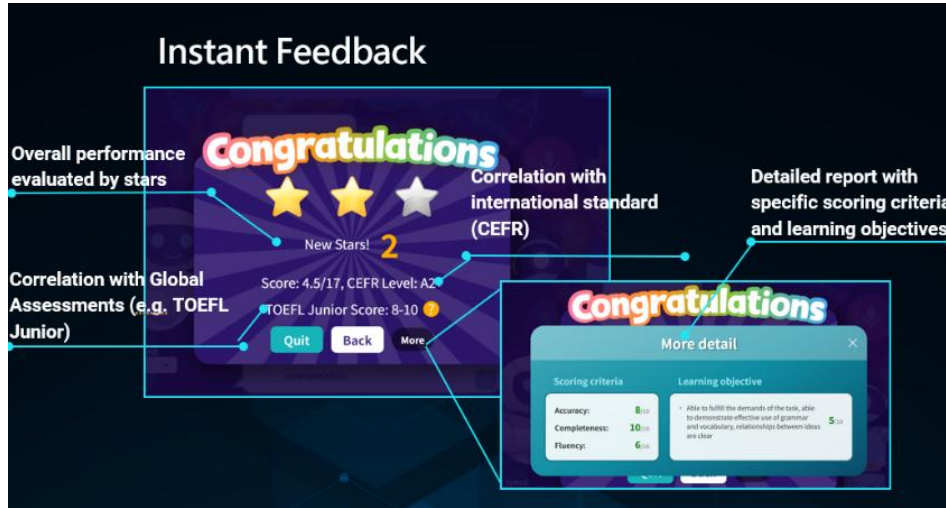 Instant Feedback
Overall performance
evaluated by stars
Congratulations
New Stars! 2
Score: 4.5/17, CEFR Level: A2
TOEFL Junior Score: 8-10 ?
Quit
Back
More
Correlation with Global
Assessments (e.g. TOEFL
Junior)
Correlation with
international standard
(CEFR)
Detailed report with
specific scoring criteria
and learning objectives
Congratulations
More detail
Scoring criteria
Accuracy: 8/10
Completeness: 10/10
Fluency: 6/10
Learning objective
Able to fulfill the demands of the task, able
to demonstrate effective use of grammar
and vocabulary, relationships between ideas
are clear
5/10